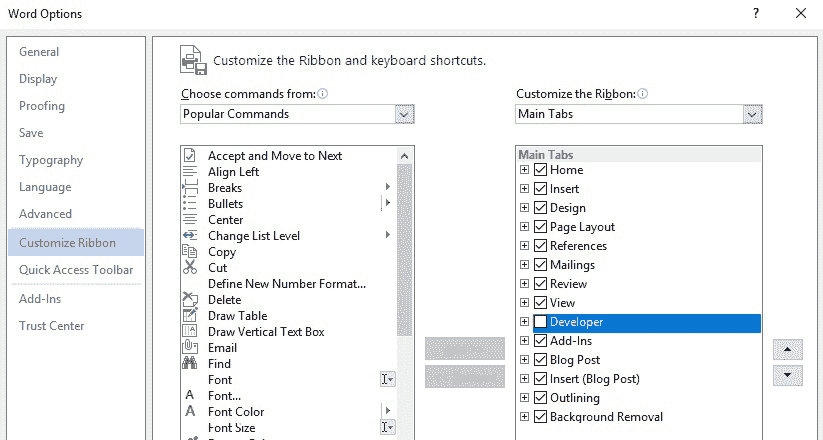 Word Options
General
Display
Proofing
Save
Typography
Language
Advanced
Customize Ribbon
Quick Access Toolbar
Add-Ins
Trust Center
Customize the Ribbon and keyboard shortcuts.
Choose commands from:
Popular Commands
Accept and Move to Next
Align Left
Breaks
Bullets
Center
Change List Level
Copy
Cut
Define New Number Format...
Delete
Draw Table
Draw Vertical Text Box
Email
Find
Font
Font...
Font Color
Font Size
Customize the Ribbon:
Main Tabs
Main Tabs
Home
Insert
Design
Page Layout
References
Mailings
Review
View
Developer
Add-Ins
Blog Post
Insert (Blog Post)
Outlining
Background Removal